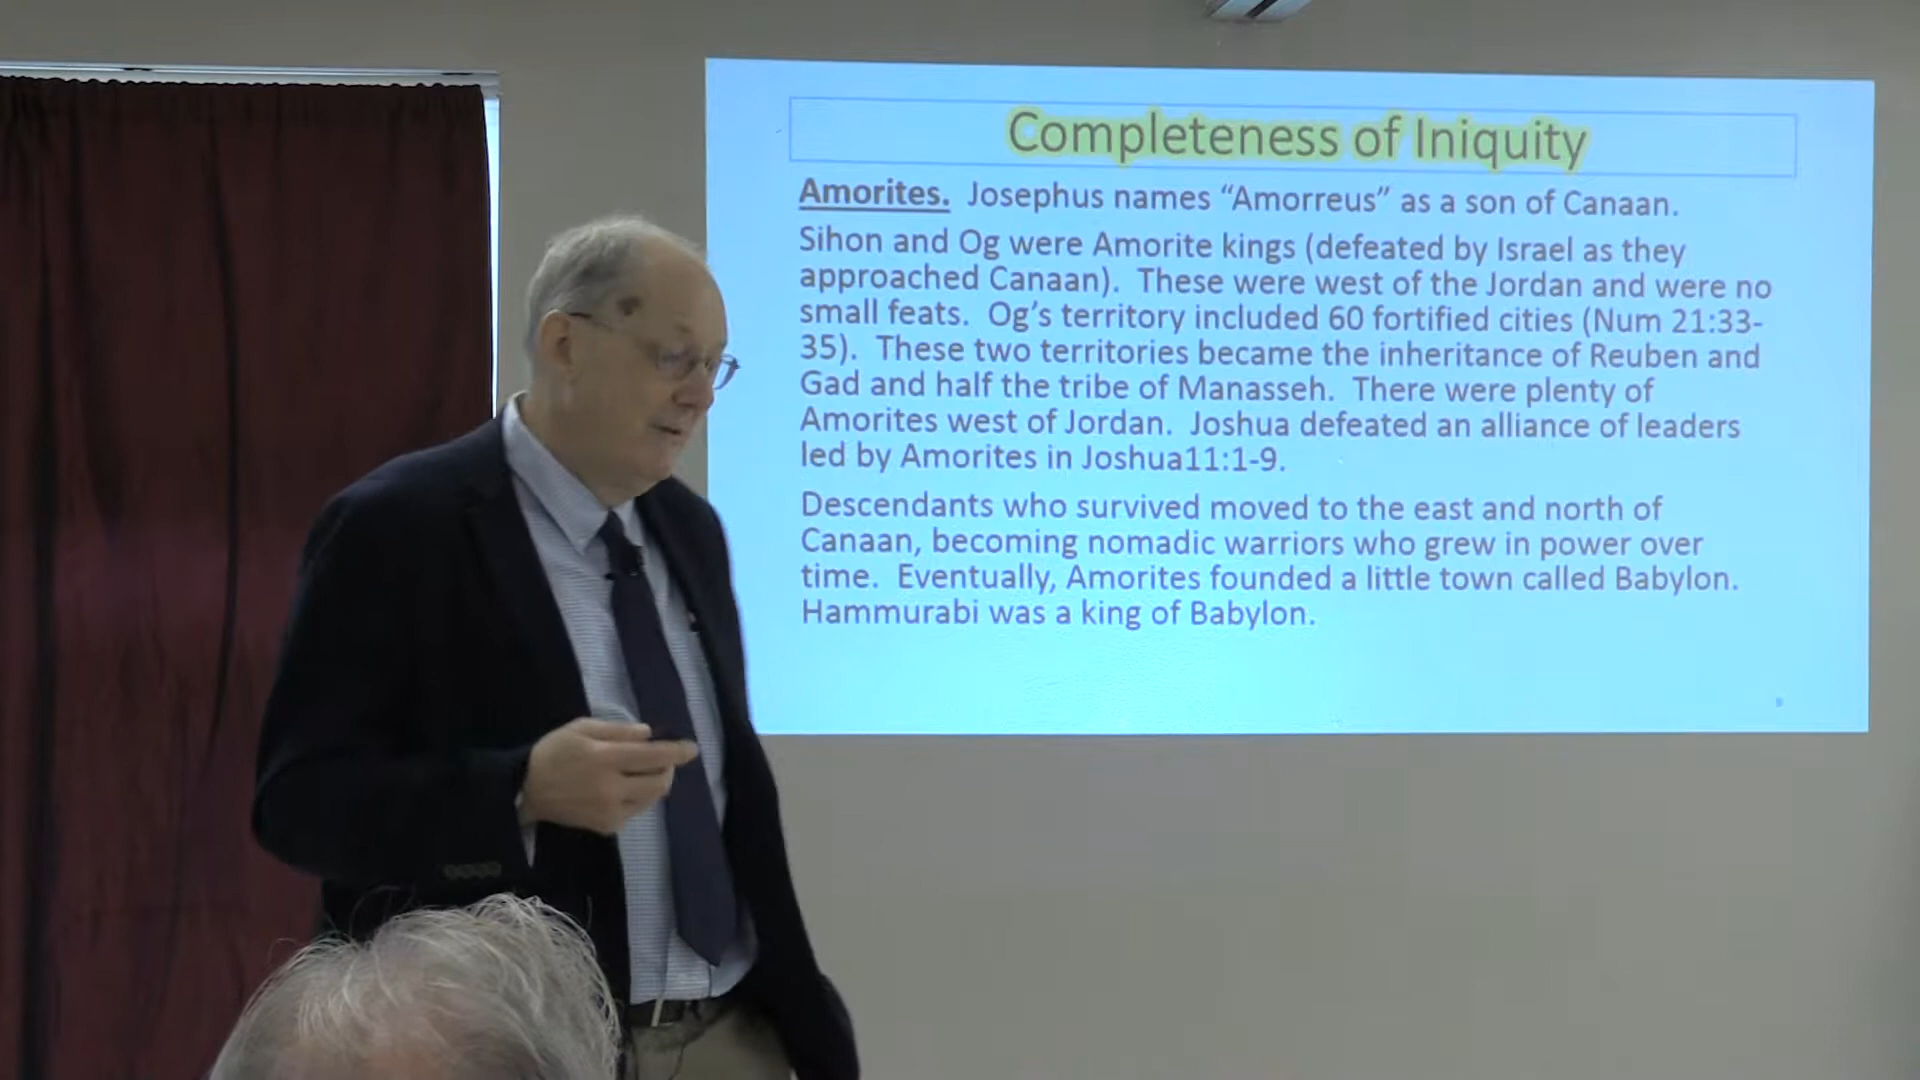 Completeness of Iniquity
Amorites. Josephus names “Amorreus” as a son of Canaan.
Sihon and Og were Amorite kings (defeated by Israel as they
approached Canaan). These were west of the Jordan and were no
small feats. Og’s territory included 60 fortified cities (Num 21:33-
35). These two territories became the inheritance of Reuben and
Gad and half the tribe of Manasseh. There were plenty of
Amorites west of Jordan. Joshua defeated an alliance of leaders
led by Amorites in Joshua11:1-9.
Descendants who survived moved to the east and north of
Canaan, becoming nomadic warriors who grew in power over
time. Eventually, Amorites founded a little town called Babylon.
Hammurabi was a king of Babylon.